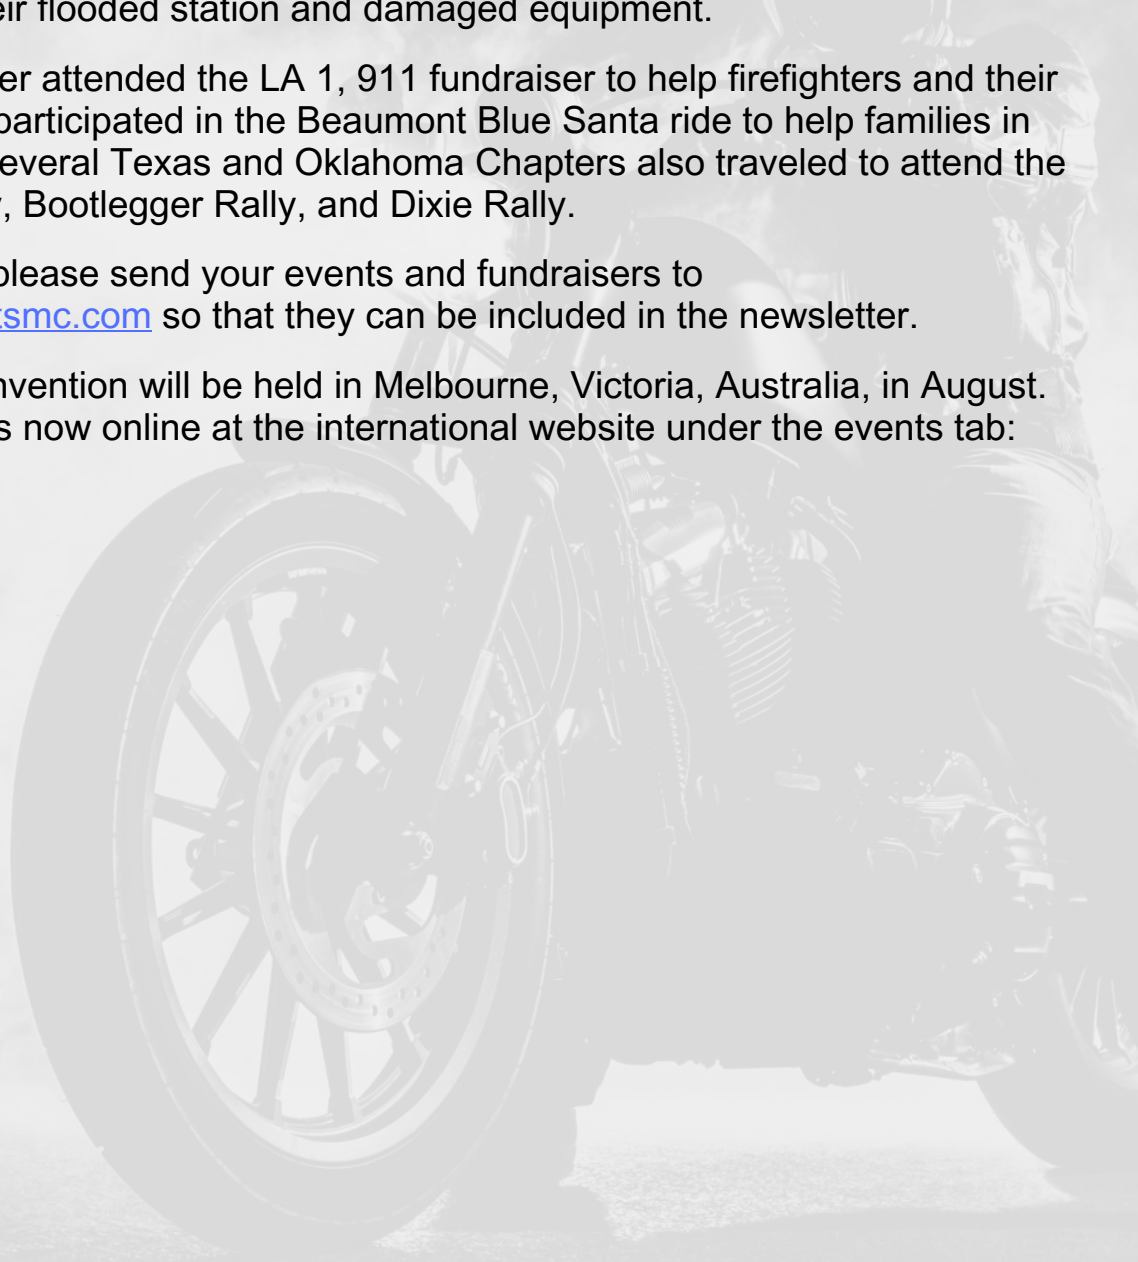 eir flooded station and damaged equipment.
er attended the LA 1, 911 fundraiser to help firefighters and their
participated in the Beaumont Blue Santa ride to help families in
everal Texas and Oklahoma Chapters also traveled to attend the
, Bootlegger Rally, and Dixie Rally.
please send your events and fundraisers to
tsmc.com so that they can be included in the newsletter.
nvention will be held in Melbourne, Victoria, Australia, in August.
s now online at the international website under the events tab: